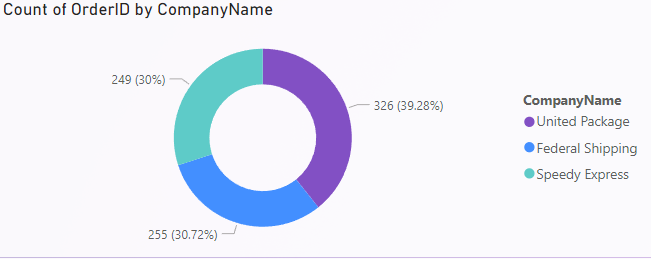 Count of OrderID by CompanyName
249 (30%)
326 (39.28%)
255 (30.72%)
CompanyName
United Package
Federal Shipping
Speedy Express